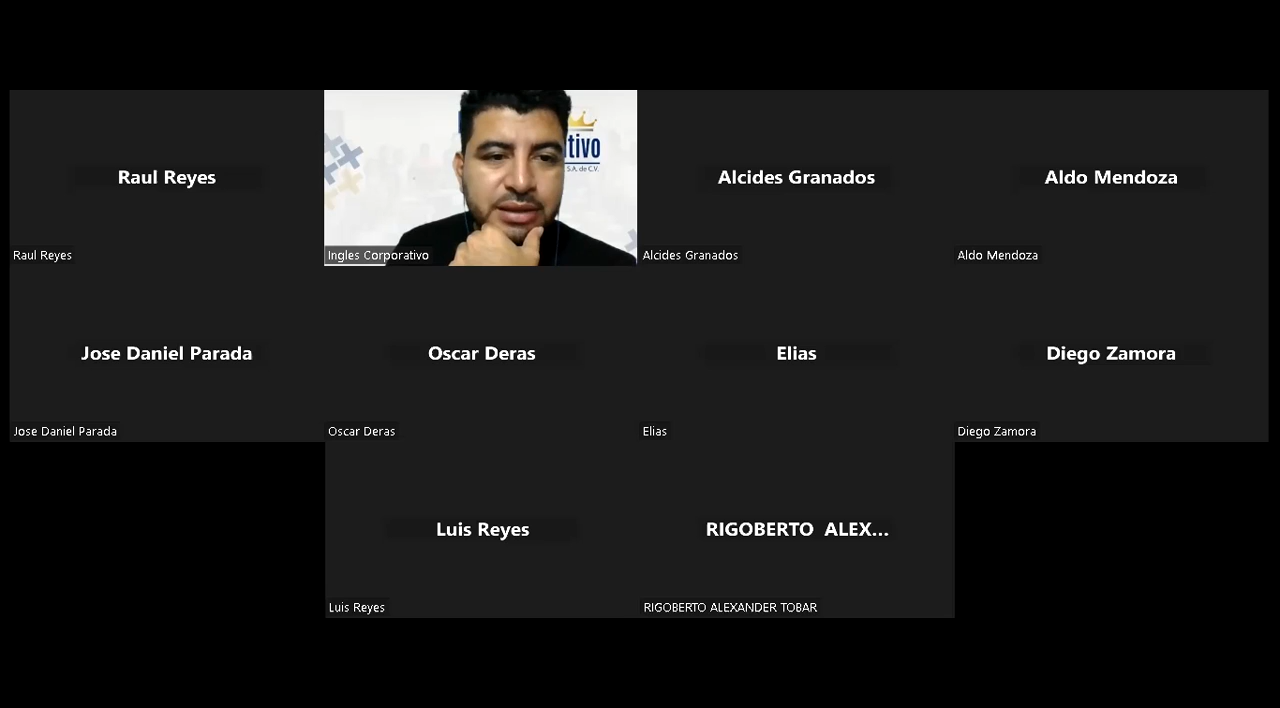 Raul Reyes
Raul Reyes
tivo
S.A. de C.V.
Ingles Corporativo
Alcides Granados
Alcides Granados
Aldo Mendoza
Aldo Mendoza
Jose Daniel Parada
Jose Daniel Parada
Oscar Deras
Oscar Deras
Elias
Elias
Diego Zamora
Diego Zamora
Luis Reyes
Luis Reyes
RIGOBERTO ALEX...
RIGOBERTO ALEXANDER TOBAR